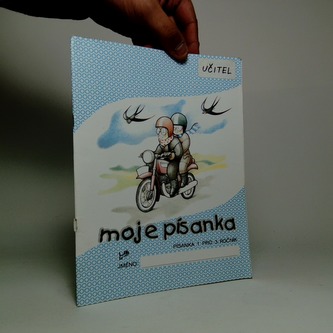 UČITEL
moje písanka
PÍSANKA 1 PRO 3. ROČNÍK
JMÉNO: